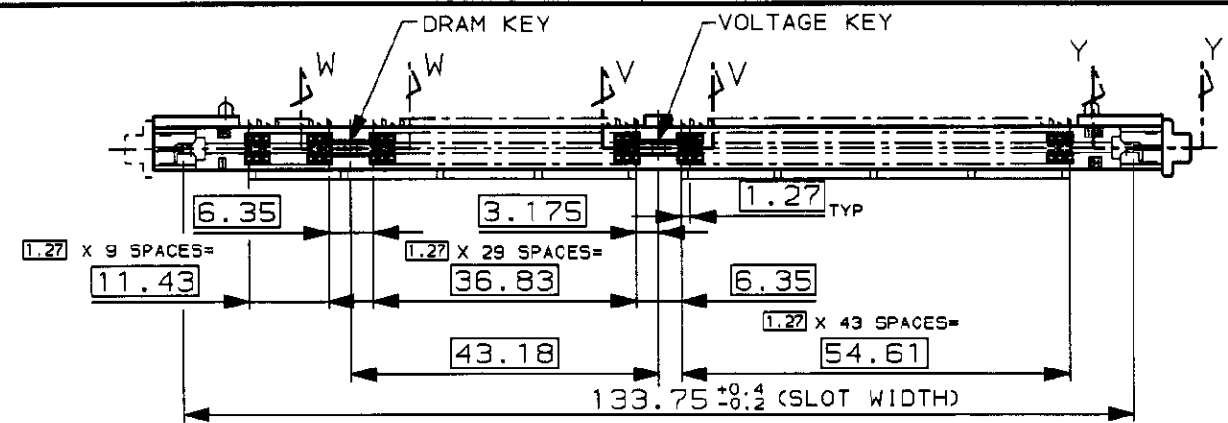 DRAM KEY
VOLTAGE KEY
W
W
V
V
Y
Y
6.35
3.175
1.27 TYP
1.27 X 9 SPACES=
11.43
1.27 X 29 SPACES=
36.83
6.35
1.27 X 43 SPACES=
54.61
43.18
133.75 +0.4 -0.2 (SLOT WIDTH)